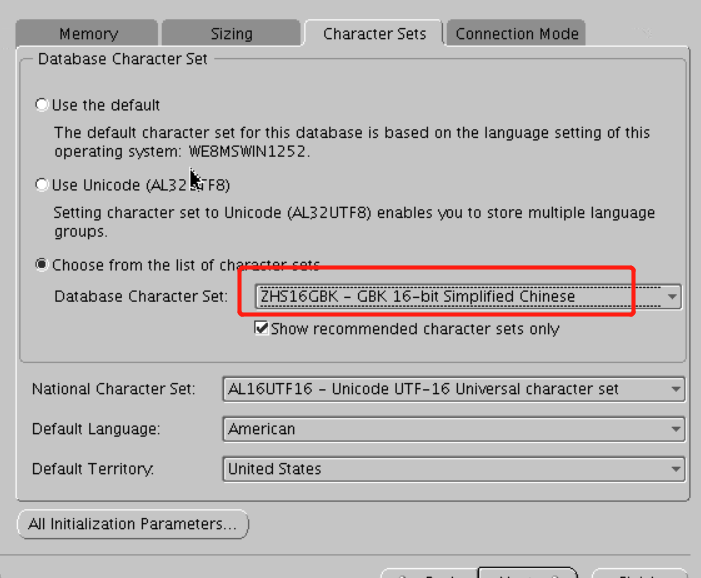 Memory
Sizing
Character Sets
Connection Mode
Database Character Set
Use the default
The default character set for this database is based on the language setting of this
operating system: WE8MSWIN1252.
Use Unicode (AL32UTF8)
Setting character set to Unicode (AL32UTF8) enables you to store multiple language
groups.
Choose from the list of character sets
Database Character Set: ZHS16GBK - GBK 16-bit Simplified Chinese
Show recommended character sets only
National Character Set: AL16UTF16 - Unicode UTF-16 Universal character set
Default Language: American
Default Territory: United States
All Initialization Parameters...